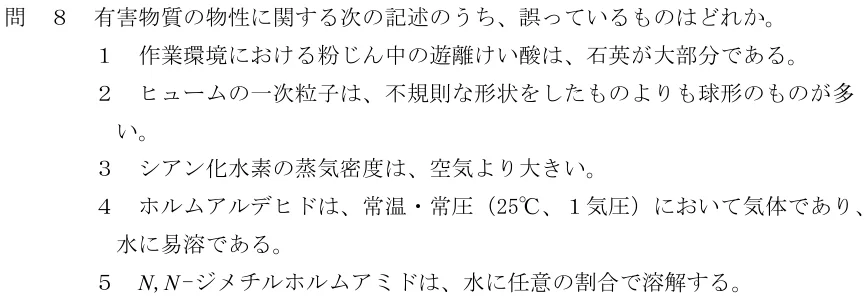 問　８　有害物質の物性に関する次の記述のうち、誤っているものはどれか。
１　作業環境における粉じん中の遊離けい酸は、石英が大部分である。
２　ヒュームの一次粒子は、不規則な形状をしたものよりも球形のものが多
い。
３　シアン化水素の蒸気密度は、空気より大きい。
４　ホルムアルデヒドは、常温・常圧（25℃、１気圧）において気体であり、
水に易溶である。
５　N,N-ジメチルホルムアミドは、水に任意の割合で溶解する。